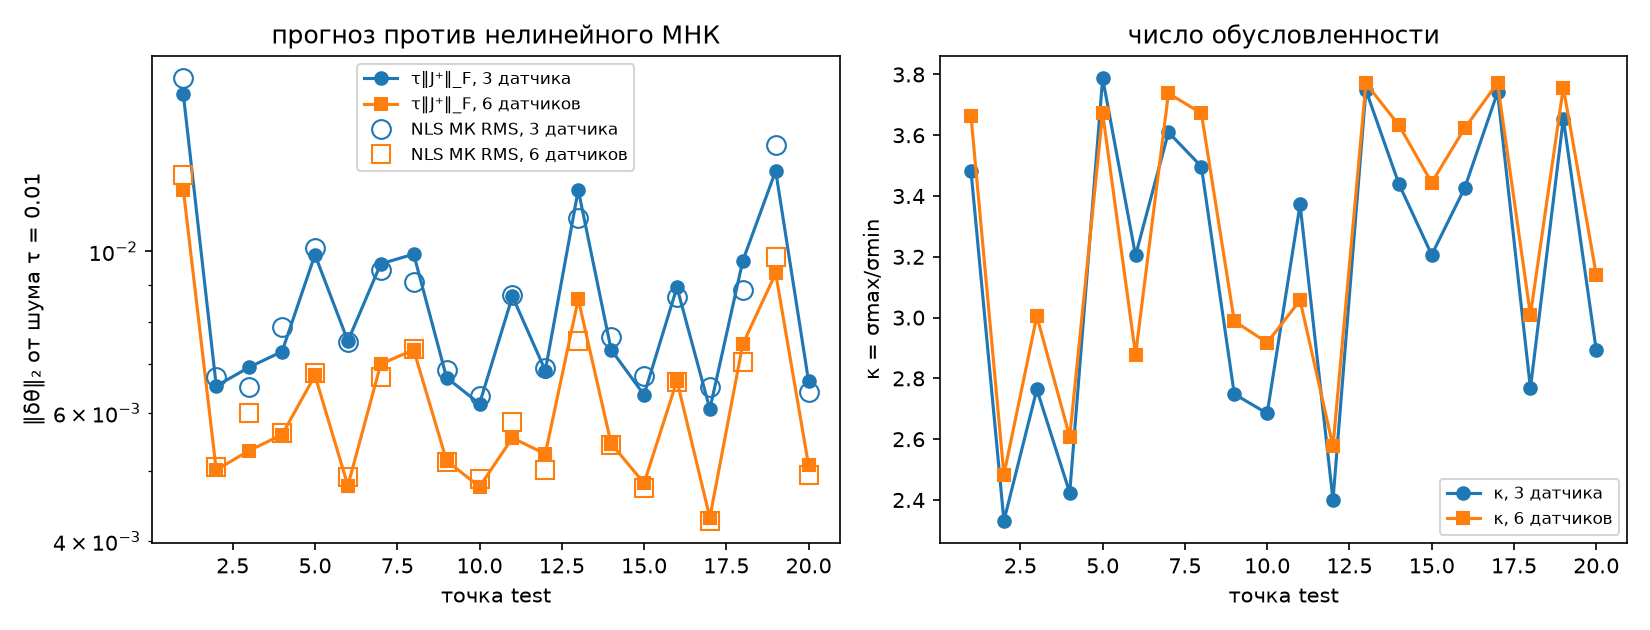 прогноз против нелинейного МНК
‖δθ‖₂ от шума τ = 0.01
10⁻²
6 × 10⁻³
4 × 10⁻³
τ‖J⁺‖_F, 3 датчика
τ‖J⁺‖_F, 6 датчиков
NLS МК RMS, 3 датчика
NLS МК RMS, 6 датчиков
2.5 5.0 7.5 10.0 12.5 15.0 17.5 20.0
точка test
число обусловленности
κ = σmax/σmin
3.8
3.6
3.4
3.2
3.0
2.8
2.6
2.4
κ, 3 датчика
κ, 6 датчиков
2.5 5.0 7.5 10.0 12.5 15.0 17.5 20.0
точка test